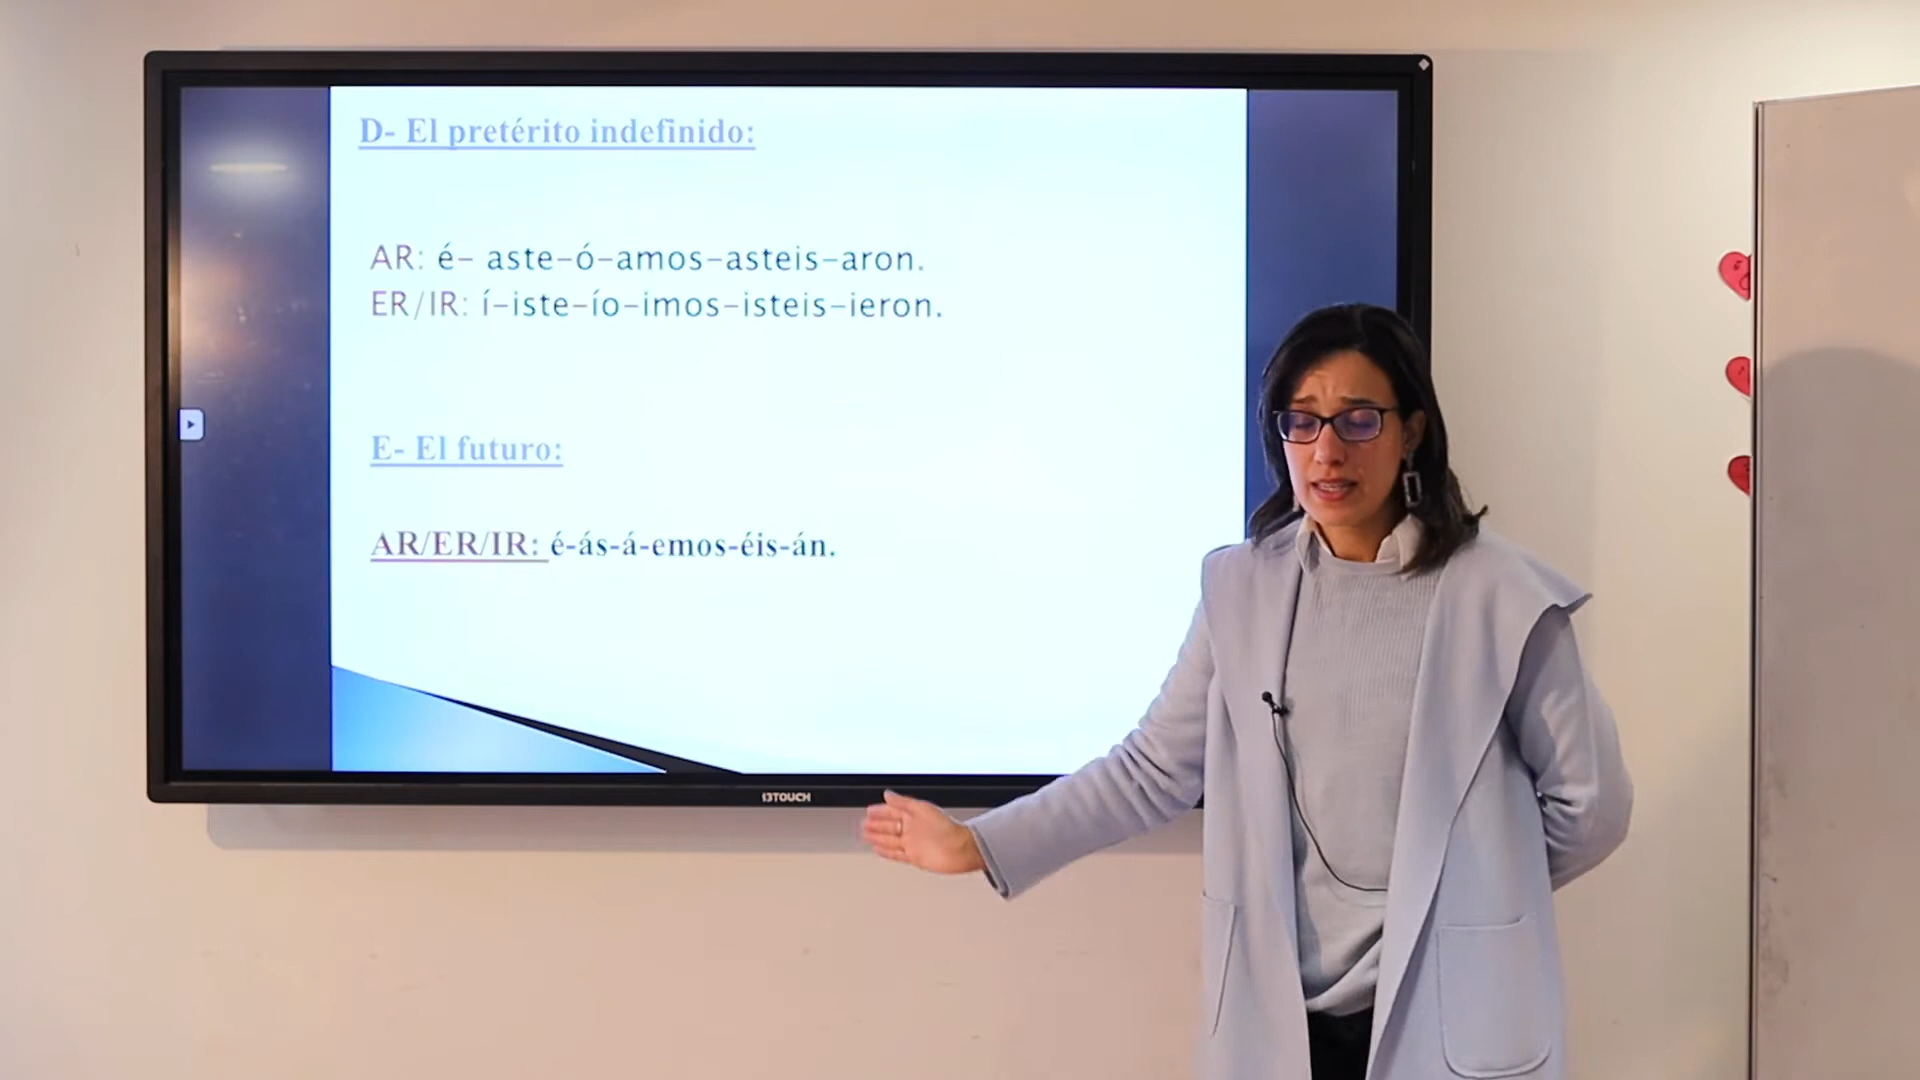 D- El pretérito indefinido:
AR: é- aste-ó-amos-asteis-aron.
ER/IR: í-iste-ío-imos-isteis-ieron.
E- El futuro:
AR/ER/IR: é-ás-á-emos-éis-án.
i3TOUCH